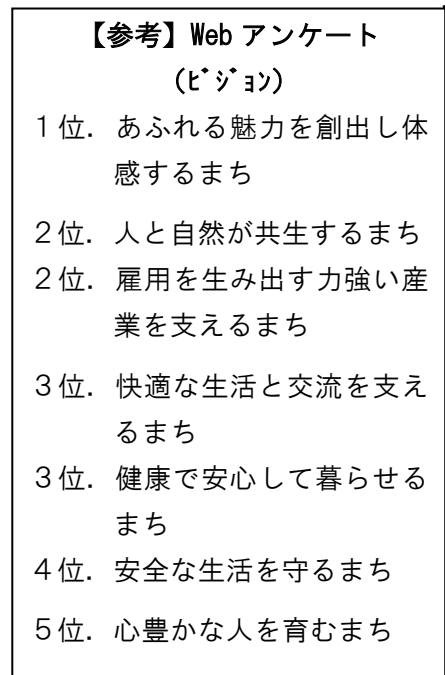 【参考】Web アンケート
(ﾋﾞｼﾞｮﾝ)
１位．あふれる魅力を創出し体
感するまち
２位．人と自然が共生するまち
２位．雇用を生み出す力強い産
業を支えるまち
３位．快適な生活と交流を支え
るまち
３位．健康で安心して暮らせる
まち
４位．安全な生活を守るまち
５位．心豊かな人を育むまち